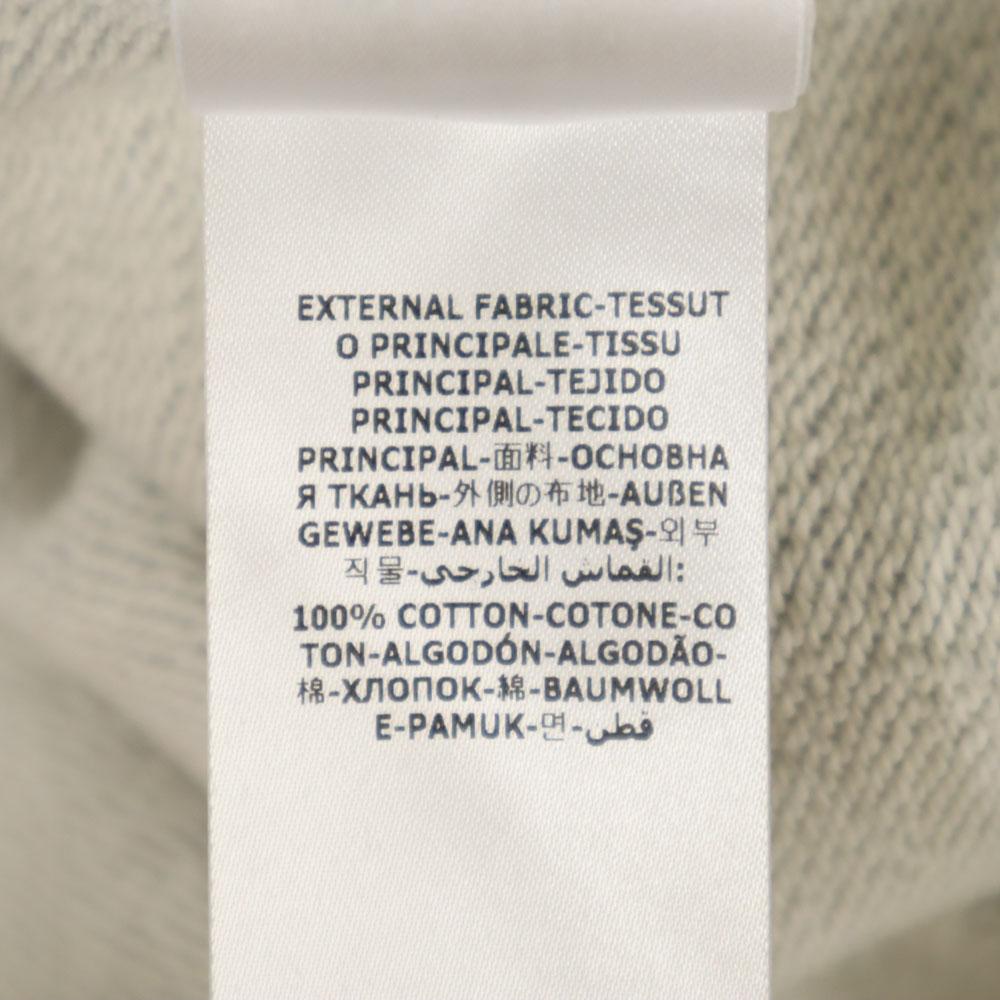 EXTERNAL FABRIC-TESSUT
O PRINCIPALE-TISSU
PRINCIPAL-TEJIDO
PRINCIPAL-TECIDO
PRINCIPAL-面料-ОСНОВНА
Я ТКАНЬ-外側の布地-AUßEN
GEWEBE-ANA KUMAŞ-외부
직물-القماش الخارجي:
100% COTTON-COTONE-CO
TON-ALGODÓN-ALGODÃO-
棉-ХЛОПОК-綿-BAUMWOLL
E-PAMUK-면-قطن